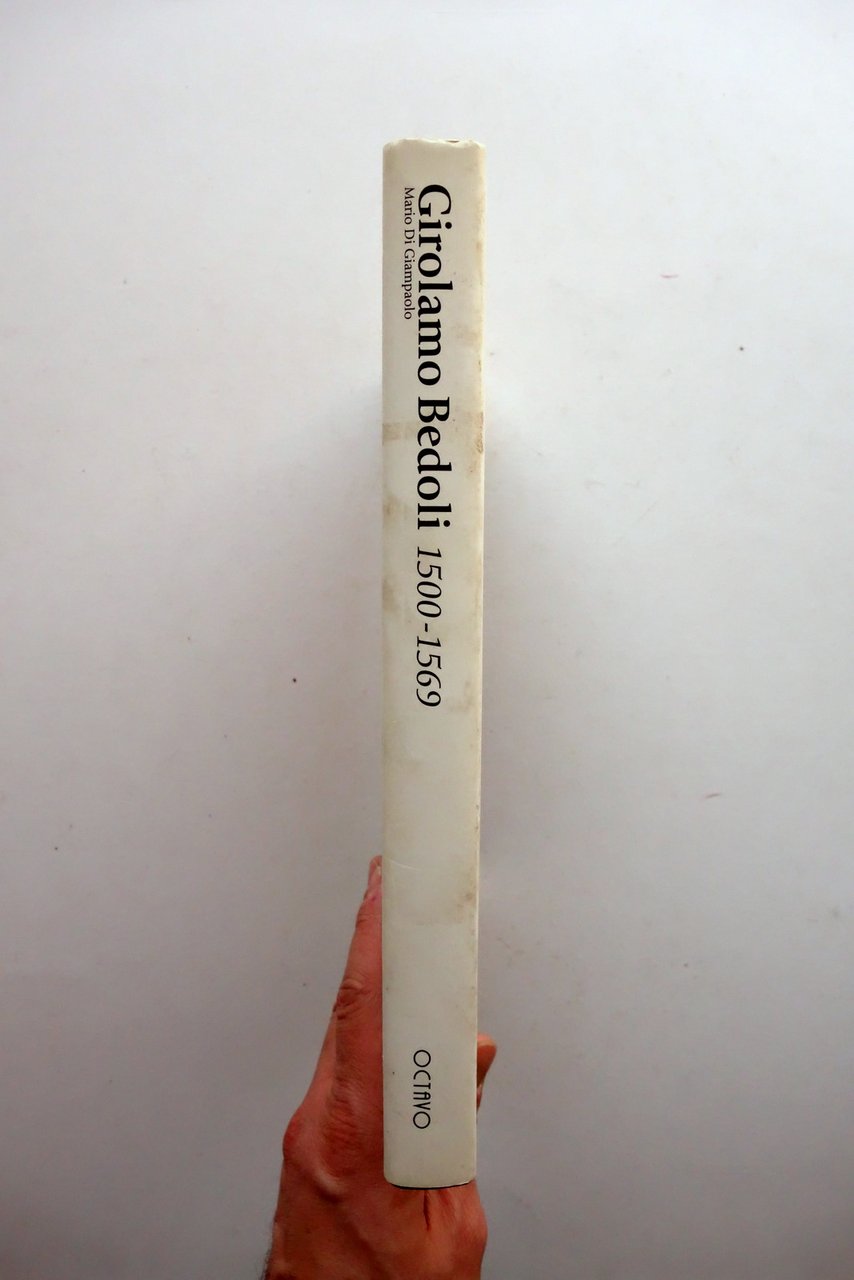 Girolamo Bedoli 1500-1569
Mario Di Giampaolo
OCTAVO